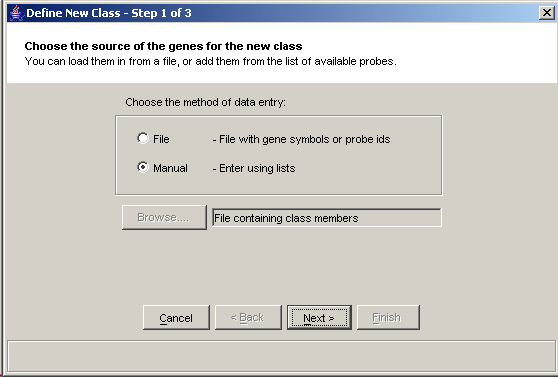 Define New Class - Step 1 of 3
Choose the source of the genes for the new class
You can load them in from a file, or add them from the list of available probes.
Choose the method of data entry:
File - File with gene symbols or probe ids
Manual - Enter using lists
Browse.... File containing class members
Cancel < Back Next > Finish